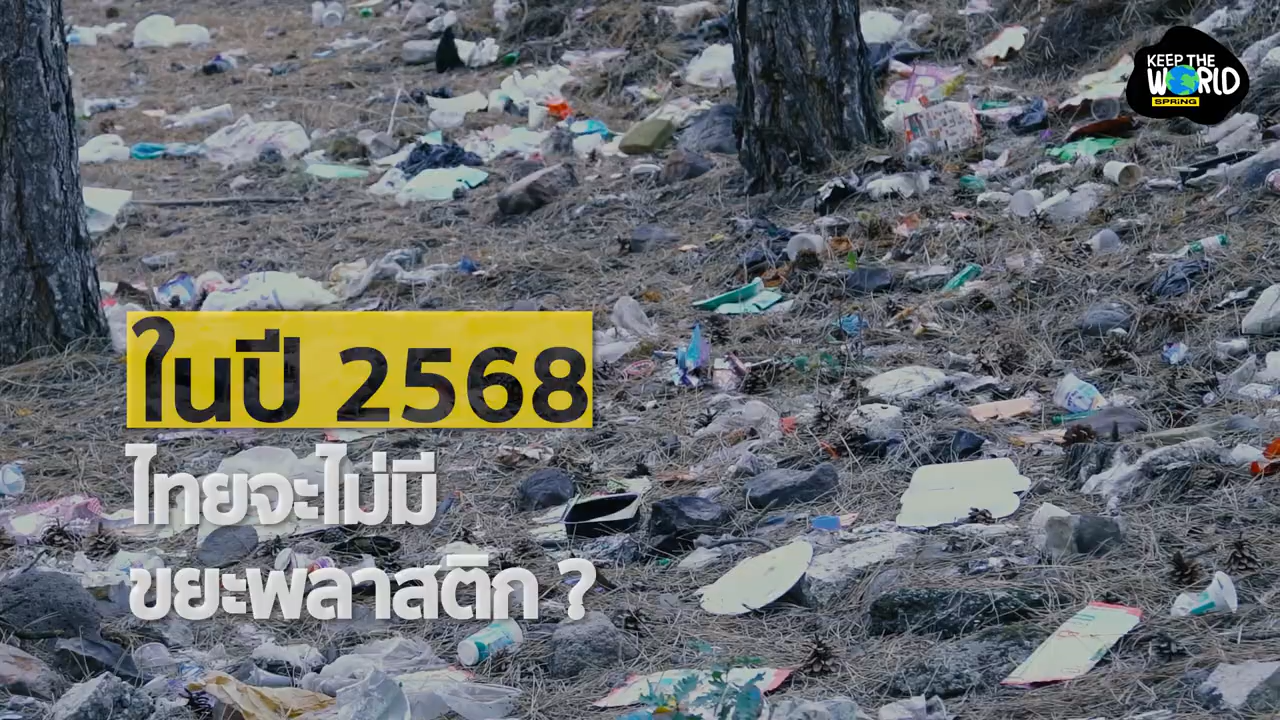 KEEP THE
WORLD
SPRiNG
ในปี 2568
ไทยจะไม่มี
ขยะพลาสติก ?